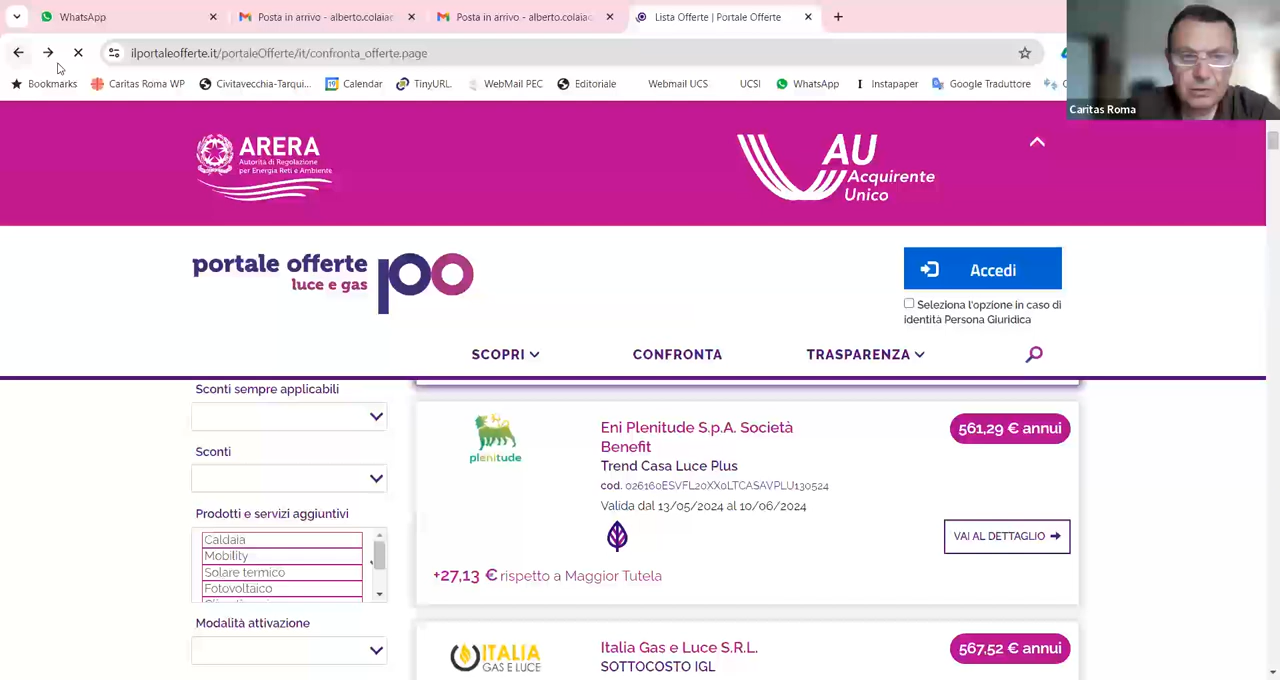 WhatsApp
Posta in arrivo - alberto.colaia
Posta in arrivo - alberto.colaia
Lista Offerte | Portale Offerte
ilportaleofferte.it/portaleOfferte/it/confronta_offerte.page
Bookmarks
Caritas Roma WP
Civitavecchia-Tarqui...
Calendar
TinyURL
WebMail PEC
Editoriale
Webmail UCS
UCSI
WhatsApp
Instapaper
Google Traduttore
Caritas Roma
ARERA
Autorità di Regolazione
per Energia Reti e Ambiente
AU
Acquirente
Unico
portale offerte
luce e gas
po
Accedi
Seleziona l'opzione in caso di
identità Persona Giuridica
SCOPRI
CONFRONTA
TRASPARENZA
Sconti sempre applicabili
Sconti
Prodotti e servizi aggiuntivi
Caldaia
Mobility
Solare termico
Fotovoltaico
Modalità attivazione
plenitude
Eni Plenitude S.p.A. Società
Benefit
Trend Casa Luce Plus
cod. 026160ESVFL20XX0LTCASAVPLU130524
Valida dal 13/05/2024 al 10/06/2024
561,29 € annui
VAI AL DETTAGLIO
+27,13 € rispetto a Maggior Tutela
ITALIA
GAS E LUCE
Italia Gas e Luce S.R.L.
SOTTOCOSTO IGL
567,52 € annui